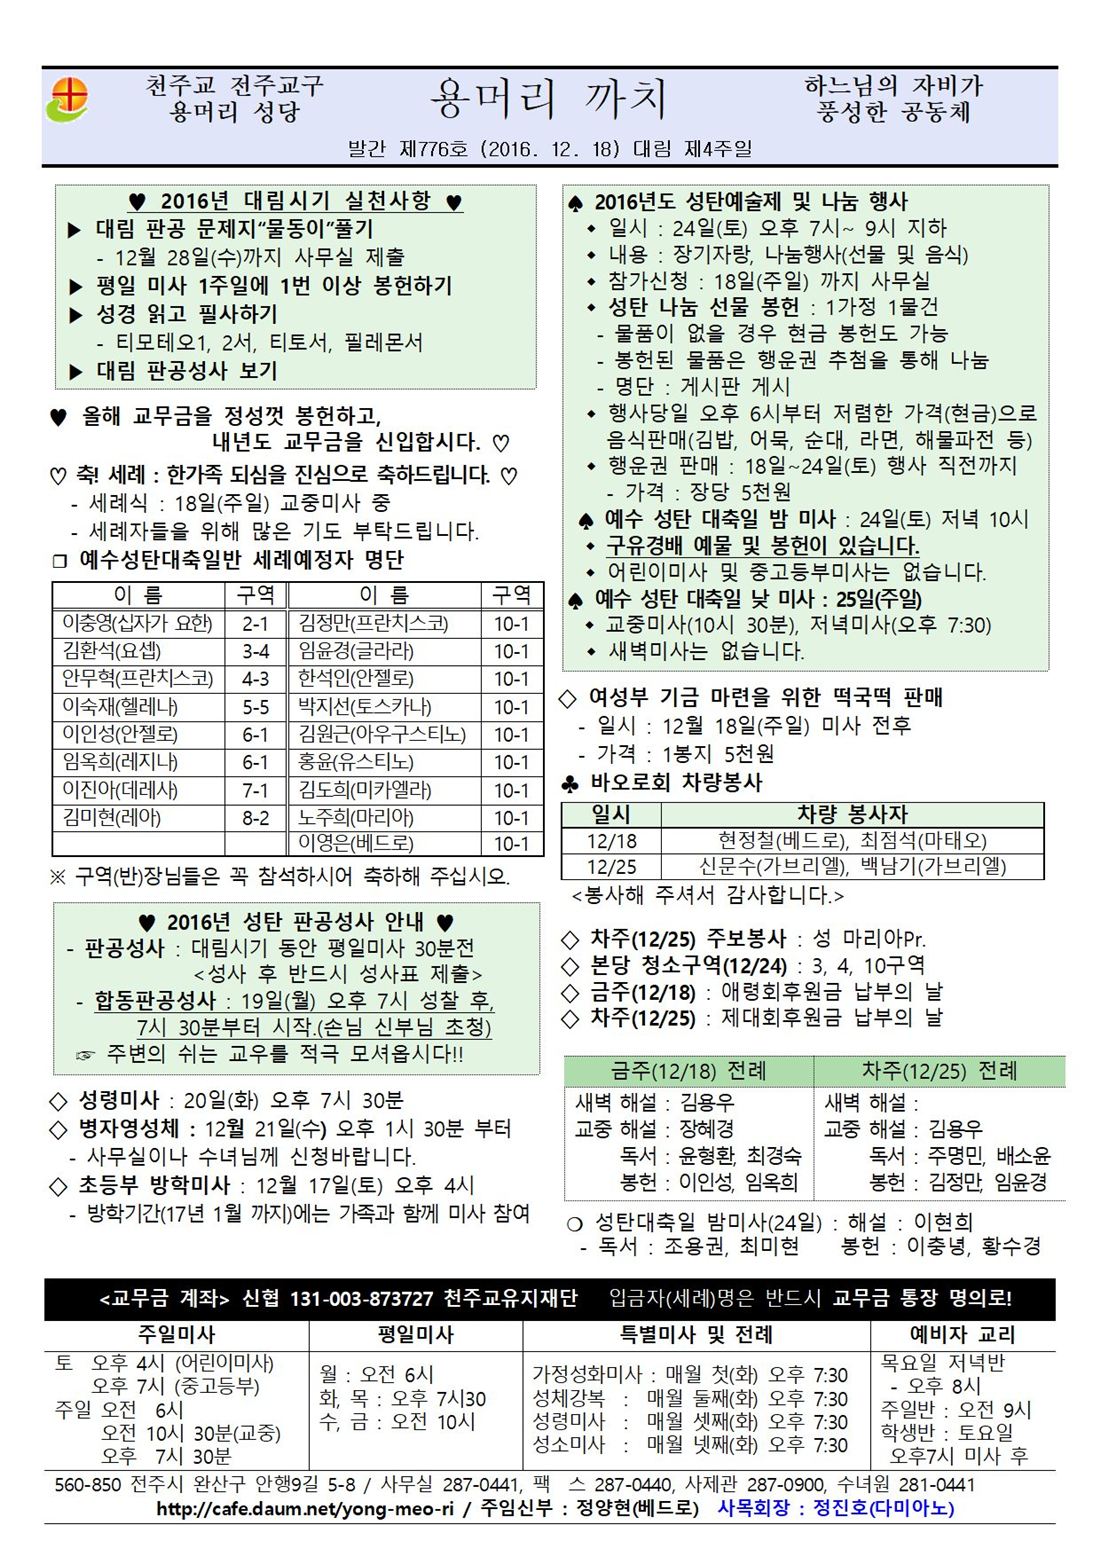 천주교 전주교구
용머리 성당
용머리 까치
하느님의 자비가
풍성한 공동체
발간 제776호 (2016. 12. 18) 대림 제4주일
♥ 2016년 대림시기 실천사항 ♥
▶ 대림 판공 문제지"물동이"풀기
- 12월 28일(수)까지 사무실 제출
▶ 평일 미사 1주일에 1번 이상 봉헌하기
▶ 성경 읽고 필사하기
- 티모테오1, 2서, 티토서, 필레몬서
▶ 대림 판공성사 보기
♥ 올해 교무금을 정성껏 봉헌하고,
내년도 교무금을 신입합시다. ♡
♡ 축! 세례 : 한가족 되심을 진심으로 축하드립니다. ♡
- 세례식 : 18일(주일) 교중미사 중
- 세례자들을 위해 많은 기도 부탁드립니다.
❒ 예수성탄대축일반 세례예정자 명단
이 름 구역 이 름 구역
이충영(십자가 요한) 2-1 김정만(프란치스코) 10-1
김환석(요셉) 3-4 임윤경(글라라) 10-1
안무혁(프란치스코) 4-3 한석인(안젤로) 10-1
이숙재(헬레나) 5-5 박지선(토스카나) 10-1
이인성(안젤로) 6-1 김원근(아우구스티노) 10-1
임옥희(레지나) 6-1 홍윤(유스티노) 10-1
이진아(데레사) 7-1 김도희(미카엘라) 10-1
김미현(레아) 8-2 노주희(마리아) 10-1
이영은(베드로) 10-1
※ 구역(반)장님들은 꼭 참석하시어 축하해 주십시오.
♥ 2016년 성탄 판공성사 안내 ♥
- 판공성사 : 대림시기 동안 평일미사 30분전
<성사 후 반드시 성사표 제출>
- 합동판공성사 : 19일(월) 오후 7시 성찰 후,
7시 30분부터 시작.(손님 신부님 초청)
☞ 주변의 쉬는 교우를 적극 모셔옵시다!!
◇ 성령미사 : 20일(화) 오후 7시 30분
◇ 병자영성체 : 12월 21일(수) 오후 1시 30분 부터
- 사무실이나 수녀님께 신청바랍니다.
◇ 초등부 방학미사 : 12월 17일(토) 오후 4시
- 방학기간(17년 1월 까지)에는 가족과 함께 미사 참여
♠ 2016년도 성탄예술제 및 나눔 행사
◆ 일시 : 24일(토) 오후 7시~ 9시 지하
◆ 내용 : 장기자랑, 나눔행사(선물 및 음식)
◆ 참가신청 : 18일(주일) 까지 사무실
◆ 성탄 나눔 선물 봉헌 : 1가정 1물건
- 물품이 없을 경우 현금 봉헌도 가능
- 봉헌된 물품은 행운권 추첨을 통해 나눔
- 명단 : 게시판 게시
◆ 행사당일 오후 6시부터 저렴한 가격(현금)으로
음식판매(김밥, 어묵, 순대, 라면, 해물파전 등)
◆ 행운권 판매 : 18일~24일(토) 행사 직전까지
- 가격 : 장당 5천원
♠ 예수 성탄 대축일 밤 미사 : 24일(토) 저녁 10시
◆ 구유경배 예물 및 봉헌이 있습니다.
◆ 어린이미사 및 중고등부미사는 없습니다.
♠ 예수 성탄 대축일 낮 미사 : 25일(주일)
◆ 교중미사(10시 30분), 저녁미사(오후 7:30)
◆ 새벽미사는 없습니다.
◇ 여성부 기금 마련을 위한 떡국떡 판매
- 일시 : 12월 18일(주일) 미사 전후
- 가격 : 1봉지 5천원
♣ 바오로회 차량봉사
일시 차량 봉사자
12/18 현정철(베드로), 최점석(마태오)
12/25 신문수(가브리엘), 백남기(가브리엘)
<봉사해 주셔서 감사합니다.>
◇ 차주(12/25) 주보봉사 : 성 마리아Pr.
◇ 본당 청소구역(12/24) : 3, 4, 10구역
◇ 금주(12/18) : 애령회후원금 납부의 날
◇ 차주(12/25) : 제대회후원금 납부의 날
금주(12/18) 전례 차주(12/25) 전례
새벽 해설 : 김용우 새벽 해설 :
교중 해설 : 장혜경 교중 해설 : 김용우
독서 : 윤형환, 최경숙 독서 : 주명민, 배소윤
봉헌 : 이인성, 임옥희 봉헌 : 김정만, 임윤경
❍ 성탄대축일 밤미사(24일) : 해설 : 이현희
- 독서 : 조용권, 최미현 봉헌 : 이충녕, 황수경
<교무금 계좌> 신협 131-003-873727 천주교유지재단 입금자(세례)명은 반드시 교무금 통장 명의로!
주일미사 평일미사 특별미사 및 전례 예비자 교리
토 오후 4시 (어린이미사)
오후 7시 (중고등부)
주일 오전 6시
오전 10시 30분(교중)
오후 7시 30분
월 : 오전 6시
화, 목 : 오후 7시30
수, 금 : 오전 10시
가정성화미사 : 매월 첫(화) 오후 7:30
성체강복 : 매월 둘째(화) 오후 7:30
성령미사 : 매월 셋째(화) 오후 7:30
성소미사 : 매월 넷째(화) 오후 7:30
목요일 저녁반
- 오후 8시
주일반 : 오전 9시
학생반 : 토요일
오후7시 미사 후
560-850 전주시 완산구 안행9길 5-8 / 사무실 287-0441, 팩 스 287-0440, 사제관 287-0900, 수녀원 281-0441
http://cafe.daum.net/yong-meo-ri / 주임신부 : 정양현(베드로) 사목회장 : 정진호(다미아노)